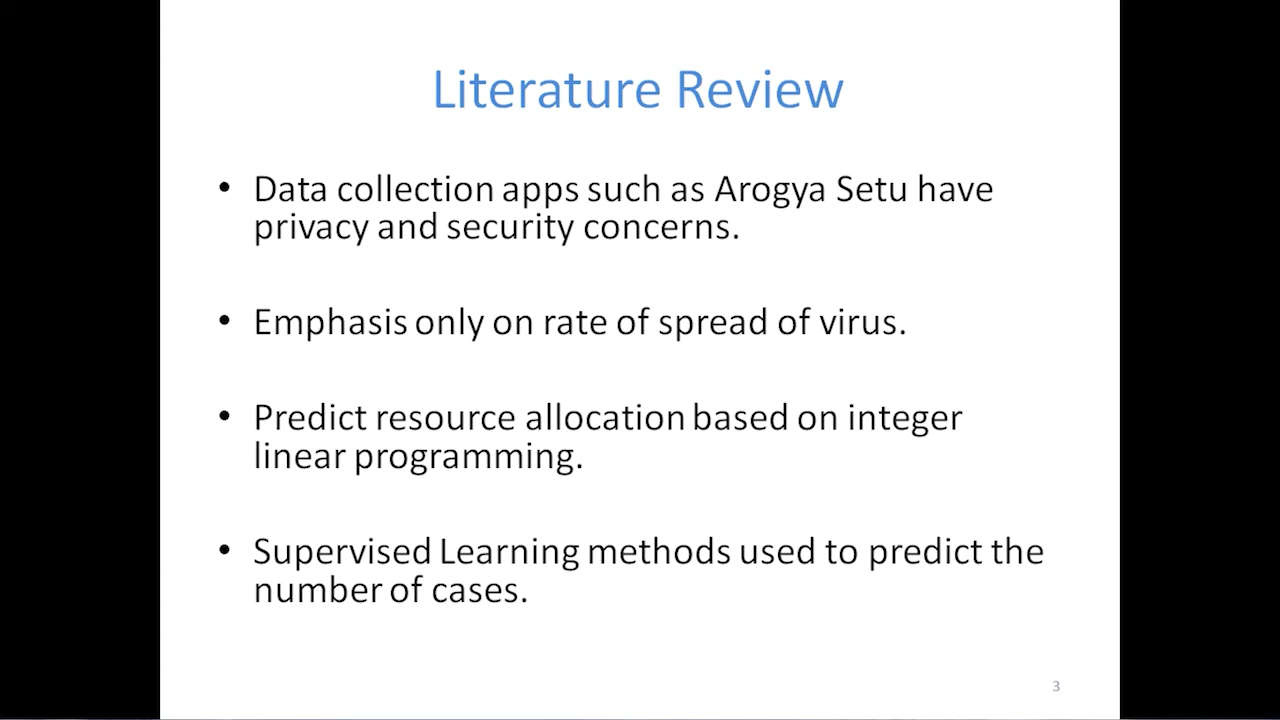 Literature Review
• Data collection apps such as Arogya Setu have
privacy and security concerns.
• Emphasis only on rate of spread of virus.
• Predict resource allocation based on integer
linear programming.
• Supervised Learning methods used to predict the
number of cases.
3